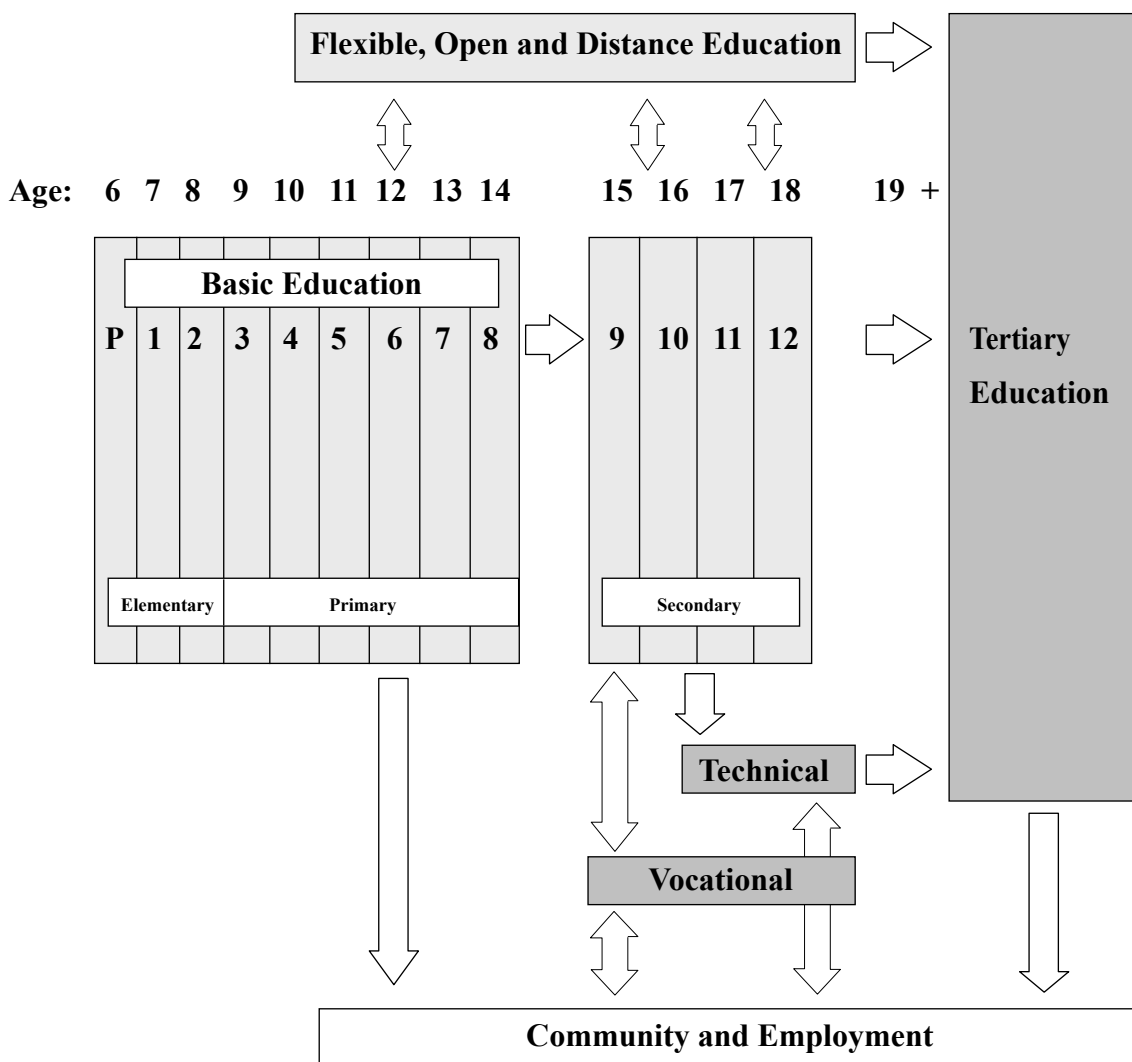 Flexible, Open and Distance Education
Age: 6 7 8 9 10 11 12 13 14 15 16 17 18 19 +
Basic Education
P 1 2 3 4 5 6 7 8 9 10 11 12
Tertiary
Education
Elementary Primary Secondary
Technical
Vocational
Community and Employment